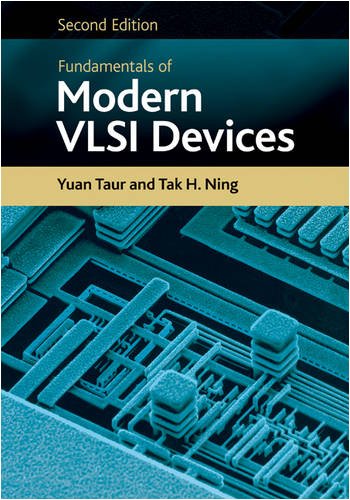 Second Edition
Fundamentals of
Modern
VLSI Devices
Yuan Taur and Tak H. Ning